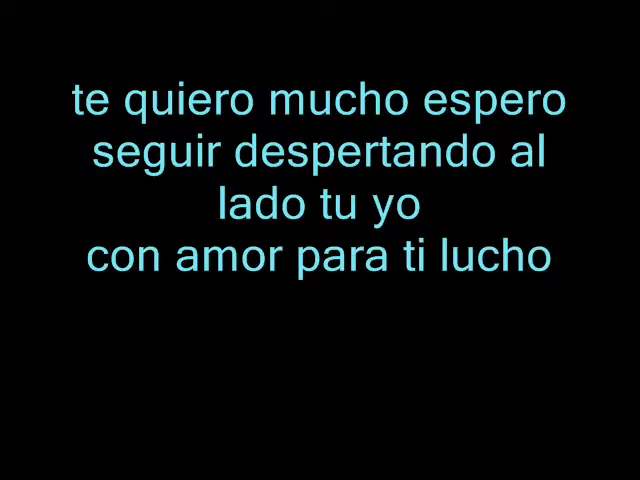 te quiero mucho espero
seguir despertando al
lado tu yo
con amor para ti lucho